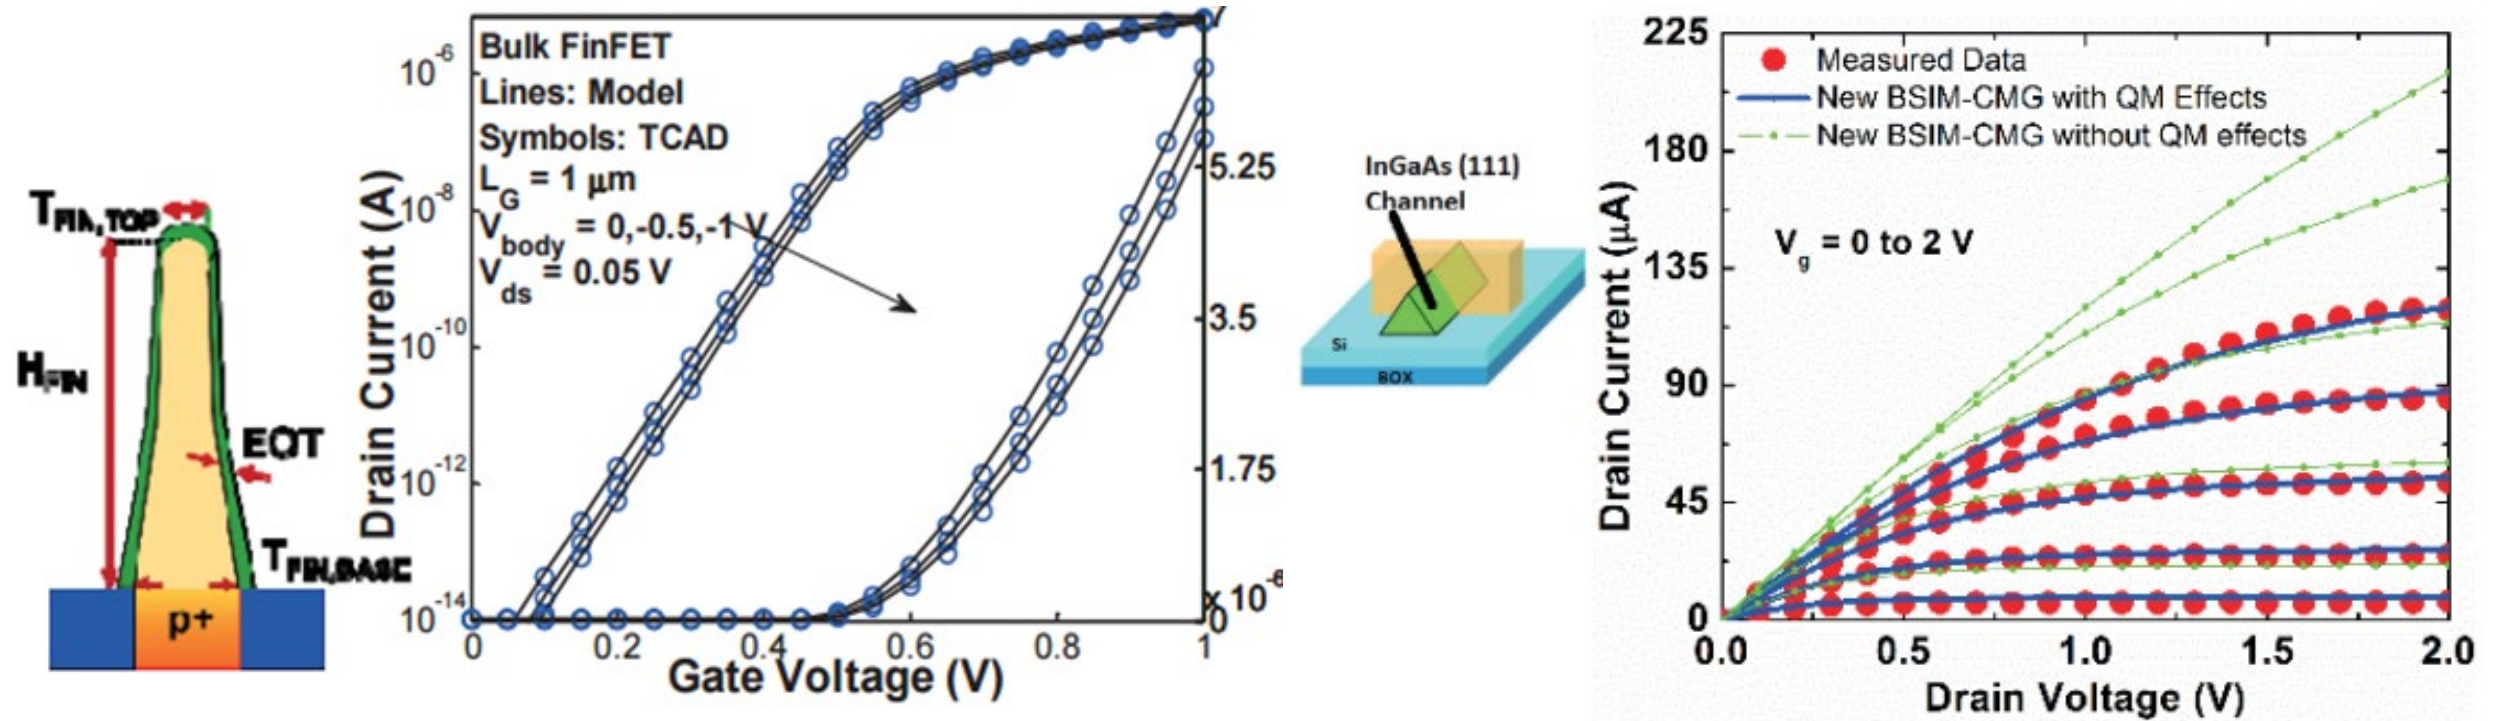 T_FIN,TOP
H_FIN
EOT
T_FIN,BASE
p+
Bulk FinFET
Lines: Model
Symbols: TCAD
L_G = 1 μm
V_body = 0,-0.5,-1 V
V_ds = 0.05 V
Drain Current (A)
10^-6
10^-8
10^-10
10^-12
10^-14
7
5.25
3.5
1.75
0
x 10^-6
0 0.2 0.4 0.6 0.8 1
Gate Voltage (V)
InGaAs (111)
Channel
Si
BOX
Measured Data
New BSIM-CMG with QM Effects
New BSIM-CMG without QM effects
V_g = 0 to 2 V
Drain Current (μA)
225
180
135
90
45
0
0.0 0.5 1.0 1.5 2.0
Drain Voltage (V)